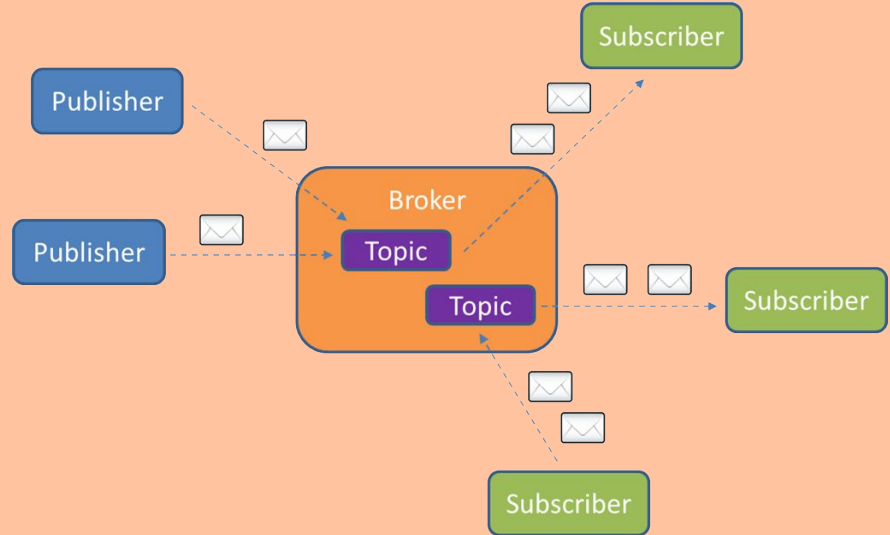 Subscriber
Publisher
Broker
Publisher
Topic
Topic
Subscriber
Subscriber